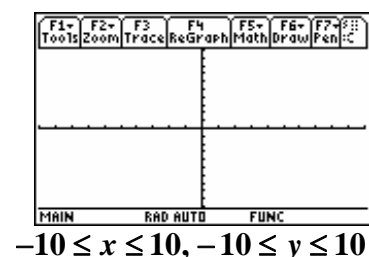 F1 F2 F3 F4 F5 F6 F7
Tools Zoom Trace ReGraph Math Draw Pen :C
MAIN RAD AUTO FUNC
−10 ≤ x ≤ 10, − 10 ≤ y ≤ 10